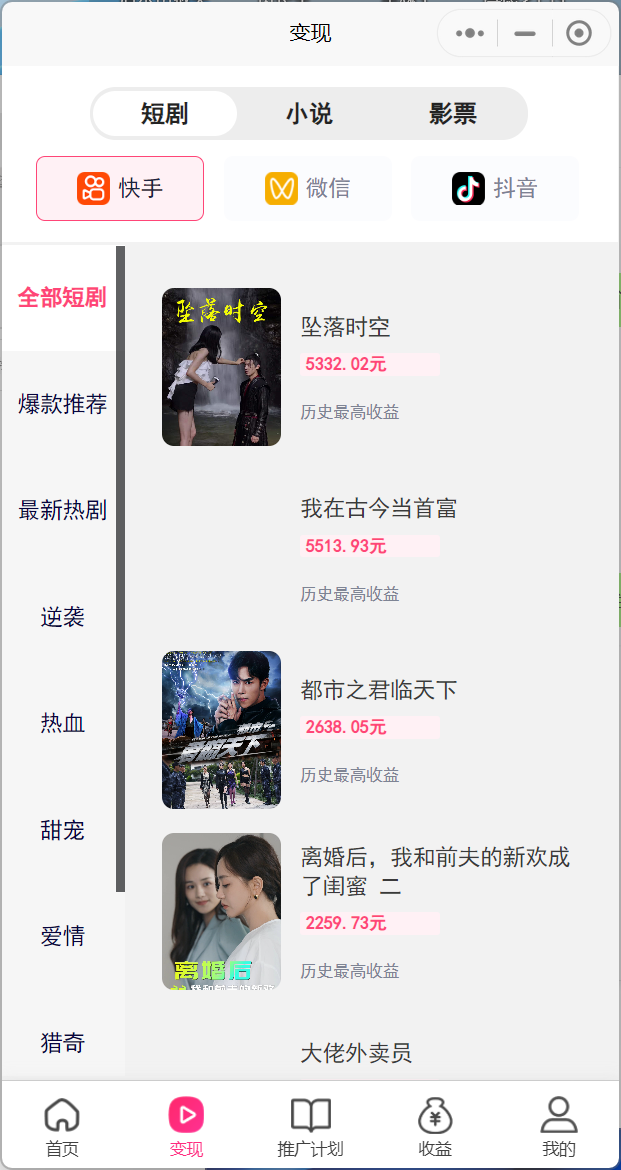 变现
短剧
小说
影票
快手
微信
抖音
全部短剧
爆款推荐
最新热剧
逆袭
热血
甜宠
爱情
猎奇
坠落时空
坠落时空
5332.02元
历史最高收益
我在古今当首富
5513.93元
历史最高收益
都市之君临天下
2638.05元
历史最高收益
离婚后
离婚后，我和前夫的新欢成
了闺蜜 二
2259.73元
历史最高收益
大佬外卖员
首页
变现
推广计划
收益
我的